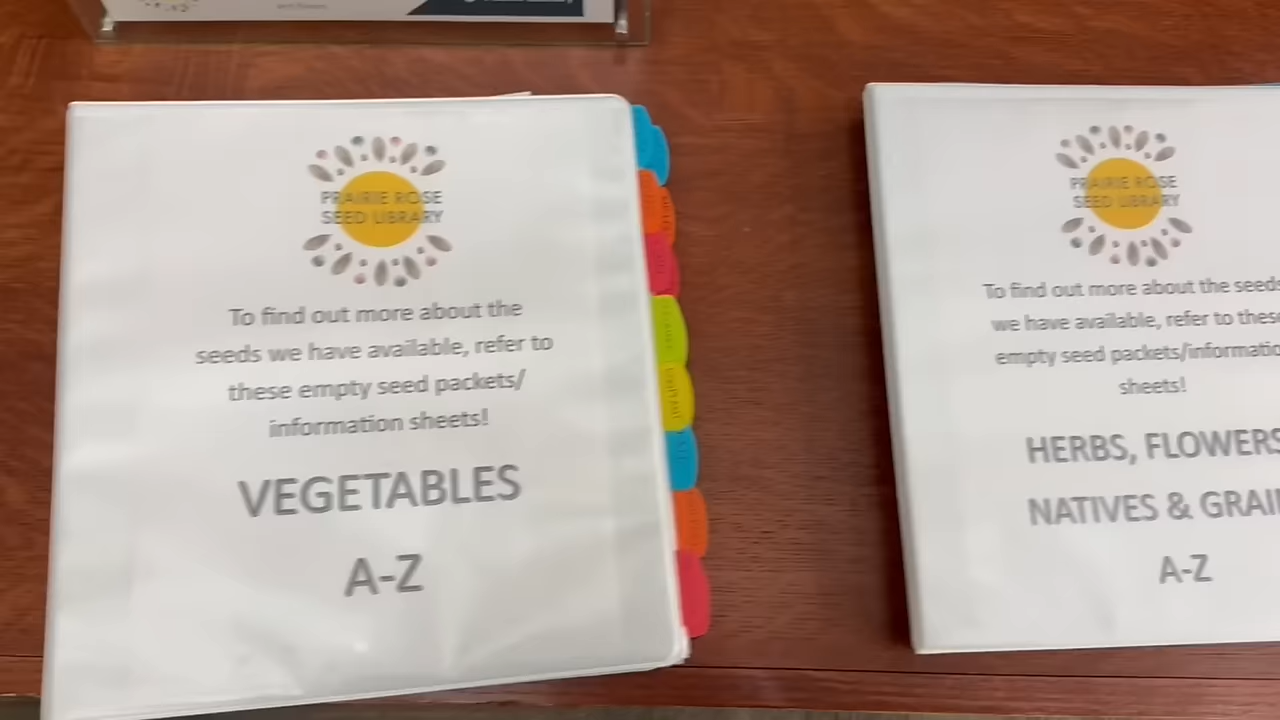 PRAIRIE ROSE
SEED LIBRARY
To find out more about the
seeds we have available, refer to
these empty seed packets/
information sheets!
VEGETABLES
A-Z
PRAIRIE ROSE
SEED LIBRARY
To find out more about the seeds
we have available, refer to these
empty seed packets/informatio
sheets!
HERBS, FLOWERS
NATIVES & GRAI
A-Z